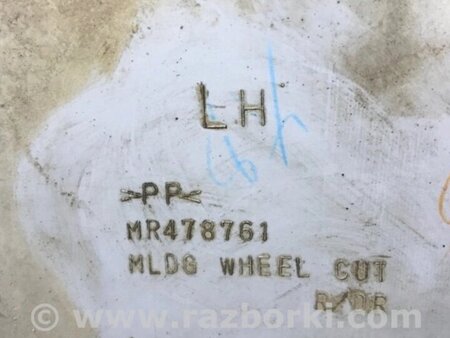 LH
>PP<
MR478761
MLDG WHEEL CUT
R/DR
© www.razborki.com